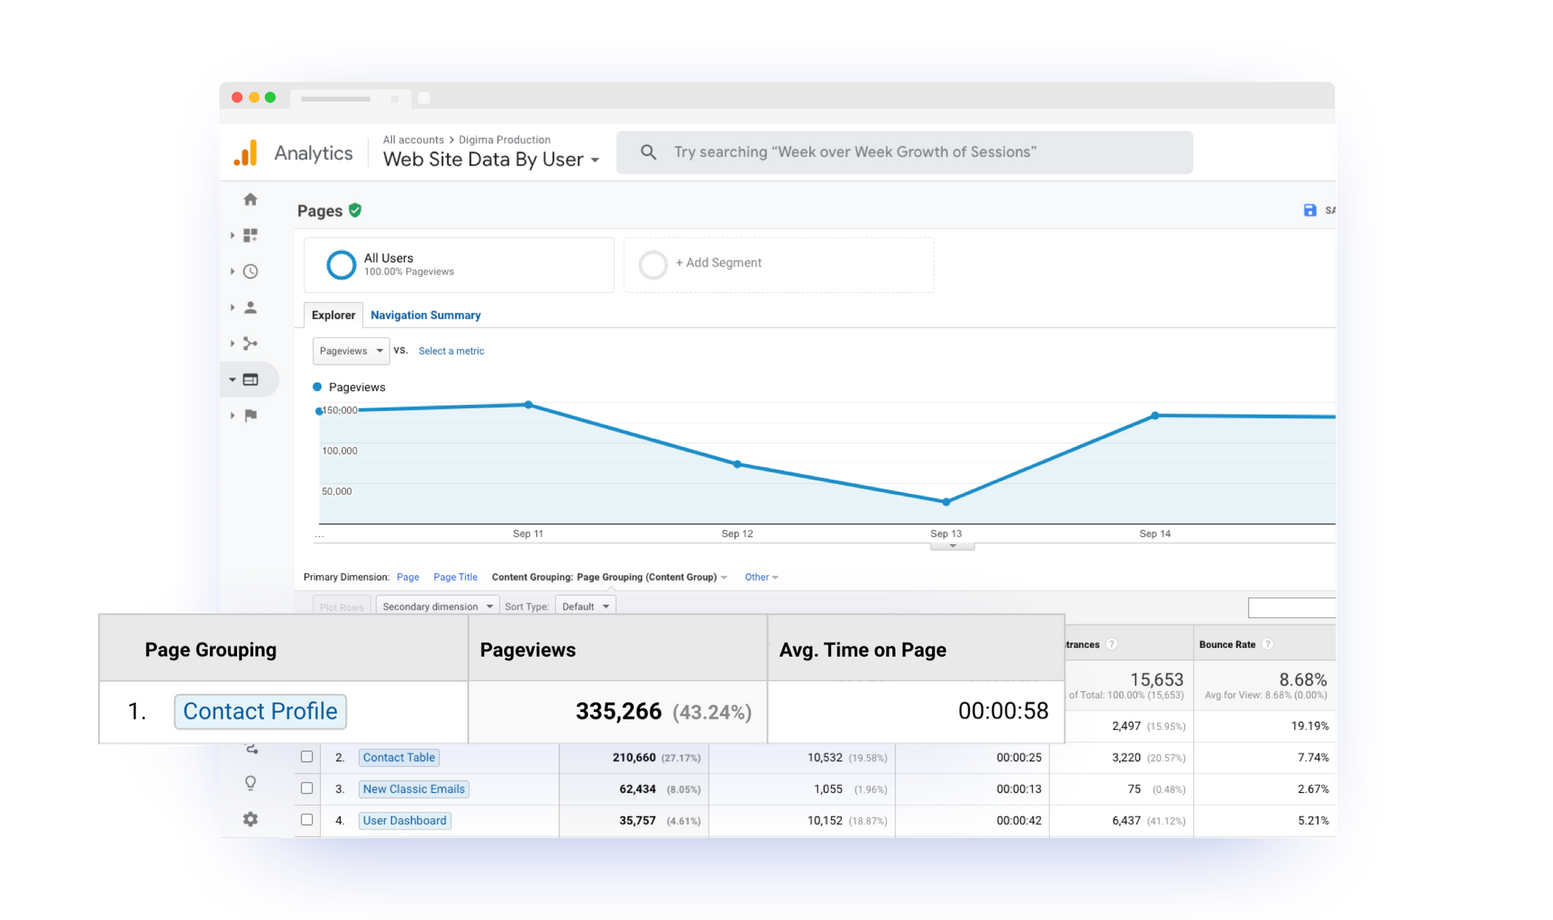 All accounts > Digima Production
Analytics
Web Site Data By User
Try searching “Week over Week Growth of Sessions”
Pages
All Users
100.00% Pageviews
+ Add Segment
Explorer Navigation Summary
Pageviews VS. Select a metric
Pageviews
150,000
100,000
50,000
... Sep 11 Sep 12 Sep 13 Sep 14
Primary Dimension: Page Page Title Content Grouping: Page Grouping (Content Group) Other
Plot Rows Secondary dimension Sort Type: Default
Page Grouping Pageviews Avg. Time on Page
trances ? Bounce Rate ?
15,653 8.68%
of Total: 100.00% (15,653) Avg for View: 8.68% (0.00%)
1. Contact Profile 335,266 (43.24%) 00:00:58 2,497 (15.95%) 19.19%
2. Contact Table 210,660 (27.17%) 10,532 (19.58%) 00:00:25 3,220 (20.57%) 7.74%
3. New Classic Emails 62,434 (8.05%) 1,055 (1.96%) 00:00:13 75 (0.48%) 2.67%
4. User Dashboard 35,757 (4.61%) 10,152 (18.87%) 00:00:42 6,437 (41.12%) 5.21%